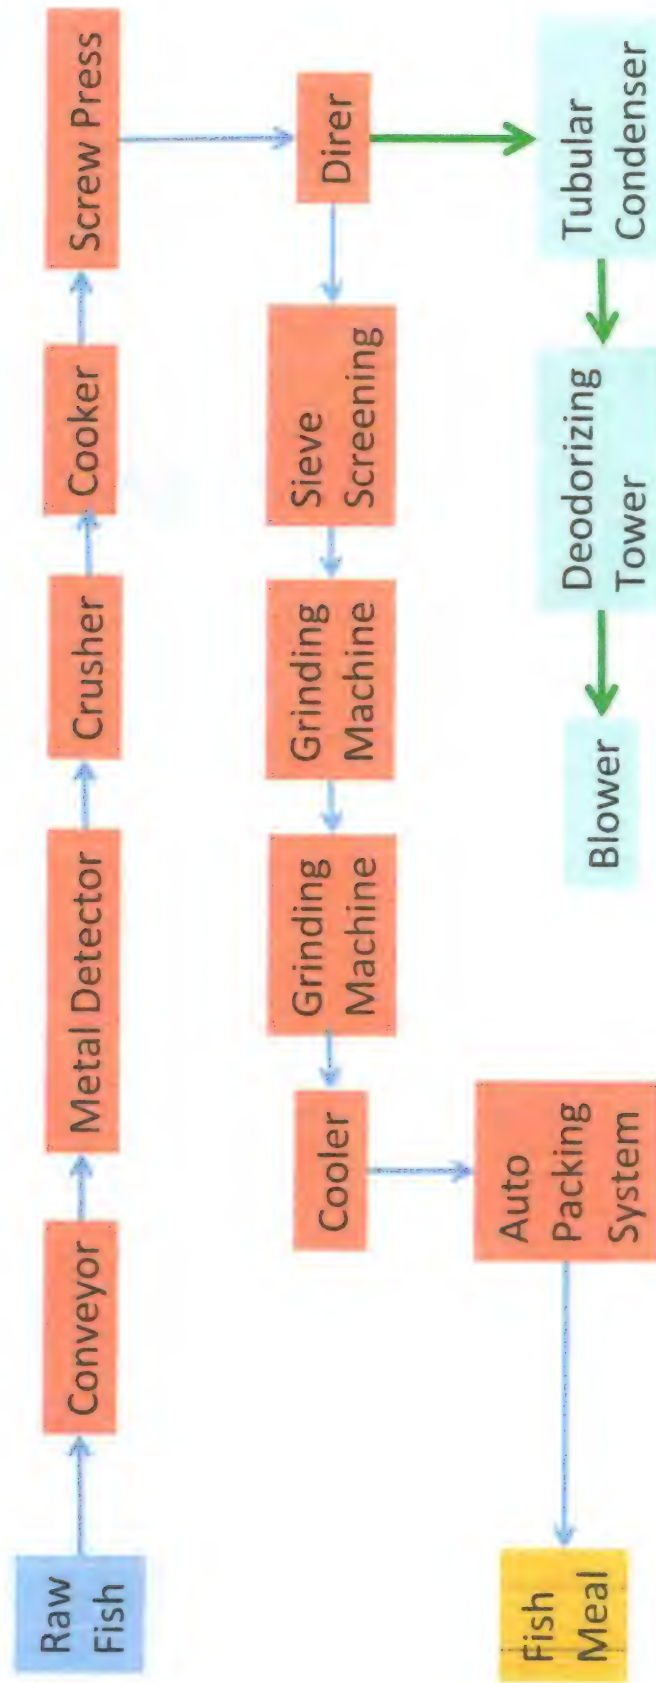 Raw
Fish
Conveyor
Metal Detector
Crusher
Cooker
Screw Press
Direr
Sieve
Screening
Grinding
Machine
Grinding
Machine
Cooler
Auto
Packing
System
Fish
Meal
Tubular
Condenser
Deodorizing
Tower
Blower